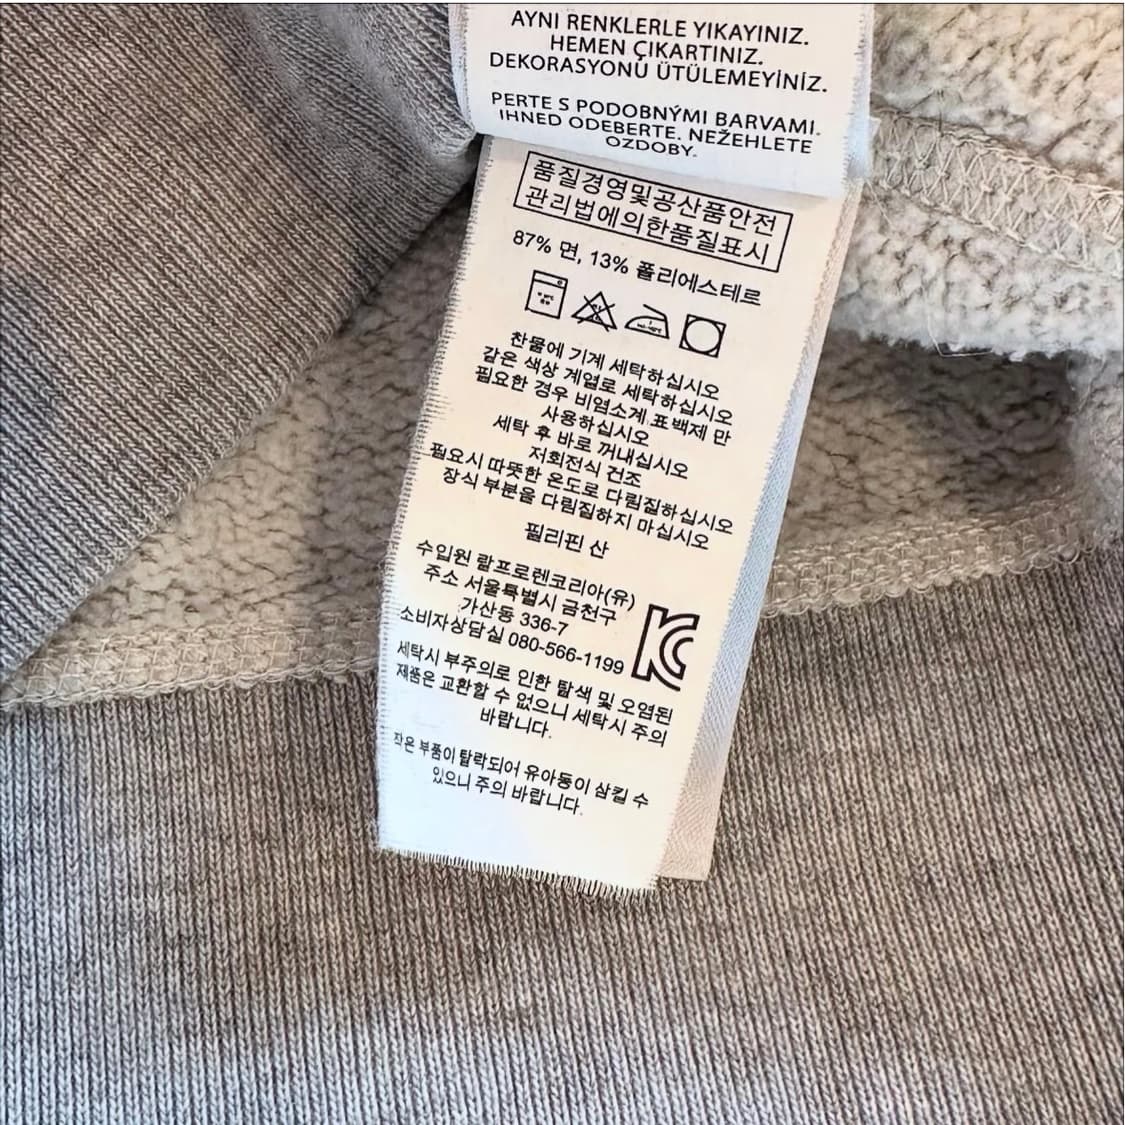 AYNI RENKLERLE YIKAYINIZ.
HEMEN ÇIKARTINIZ.
DEKORASYONU ÜTÜLEMEYİNİZ.
PERTE S PODOBNÝMI BARVAMI.
IHNED ODEBERTE. NEŽEHLETE
OZDOBY.
품질경영및공산품안전
관리법에의한품질표시
87% 면, 13% 폴리에스테르
찬물에 기계 세탁하십시오
같은 색상 계열로 세탁하십시오
필요한 경우 비염소계 표백제 만
사용하십시오
세탁 후 바로 꺼내십시오
저회전식 건조
필요시 따뜻한 온도로 다림질하십시오
장식 부분을 다림질하지 마십시오
필리핀 산
수입원 랄프로렌코리아(유)
주소 서울특별시 금천구
가산동 336-7
소비자상담실 080-566-1199
세탁시 부주의로 인한 탈색 및 오염된
제품은 교환할 수 없으니 세탁시 주의
바랍니다.
작은 부품이 탈락되어 유아동이 삼킬 수
있으니 주의 바랍니다.